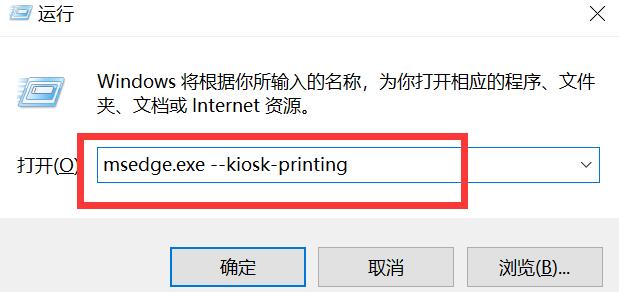 运行
Windows 将根据你所输入的名称，为你打开相应的程序、文件
夹、文档或 Internet 资源。
打开(O)
msedge.exe --kiosk-printing
确定
取消
浏览(B)...